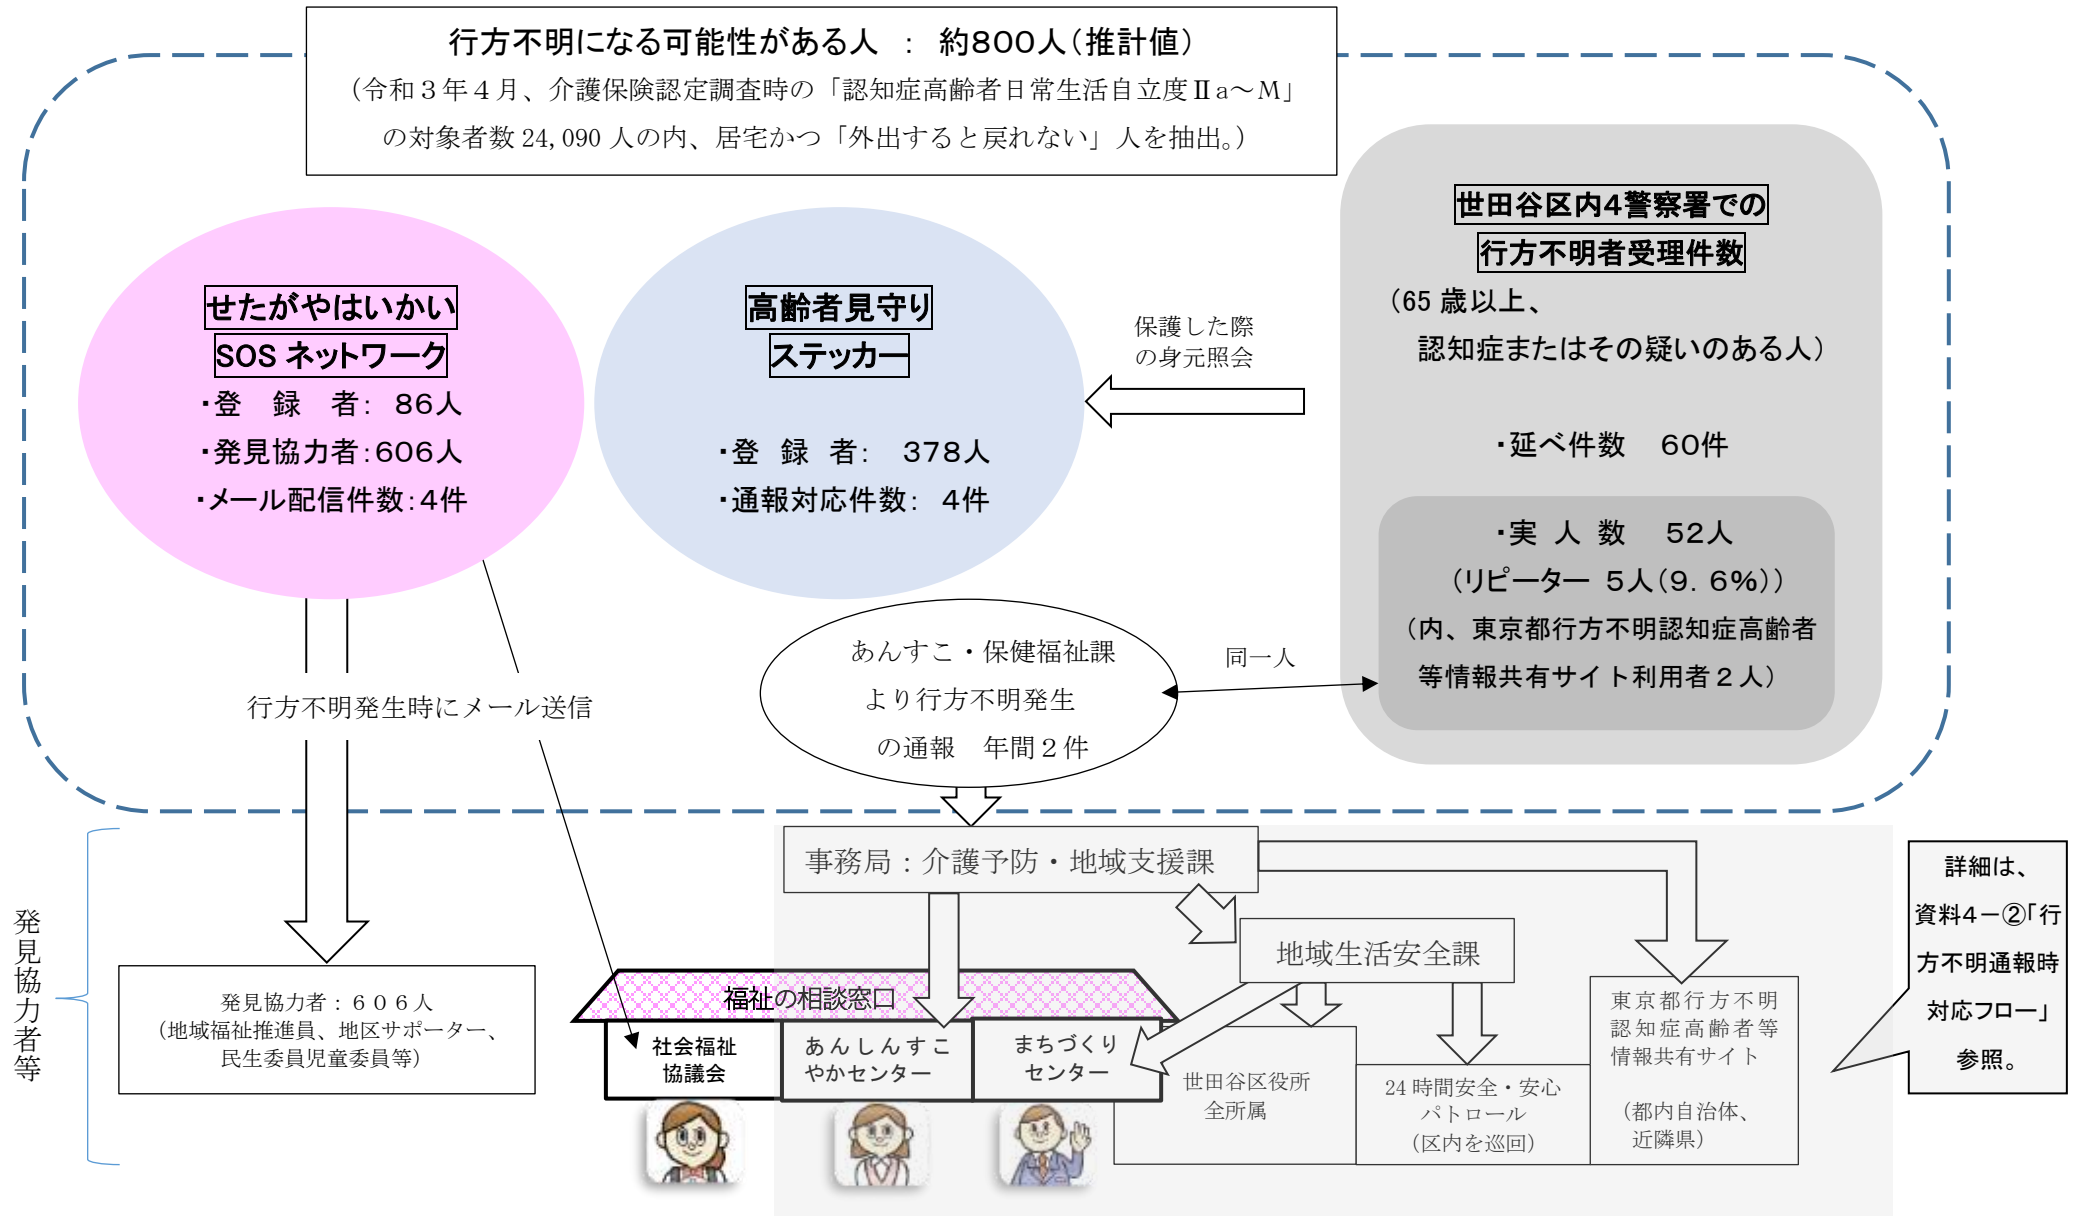 行方不明になる可能性がある人 ： 約800人(推計値)
(令和３年４月、介護保険認定調査時の「認知症高齢者日常生活自立度Ⅱa～M」
の対象者数 24,090 人の内、居宅かつ「外出すると戻れない」人を抽出。)
せたがやはいかい
SOS ネットワーク
・登　録　者： 86人
・発見協力者：606人
・メール配信件数：4件
高齢者見守り
ステッカー
・登 録 者： 378人
・通報対応件数： 4件
保護した際
の身元照会
世田谷区内4警察署での
行方不明者受理件数
(65 歳以上、
認知症またはその疑いのある人)
・延べ件数　60件
・実 人 数　52人
(リピーター 5人(9.6%))
(内、東京都行方不明認知症高齢者
等情報共有サイト利用者２人)
あんすこ・保健福祉課
より行方不明発生
の通報　年間２件
同一人
行方不明発生時にメール送信
発見協力者等
発見協力者：６０６人
(地域福祉推進員、地区サポーター、
民生委員児童委員等)
事務局：介護予防・地域支援課
地域生活安全課
福祉の相談窓口
社会福祉
協議会
あんしんすこ
やかセンター
まちづくり
センター
世田谷区役所
全所属
24 時間安全・安心
パトロール
(区内を巡回)
東京都行方不明
認知症高齢者等
情報共有サイト
(都内自治体、
近隣県)
詳細は、
資料4－②「行
方不明通報時
対応フロー」
参照。